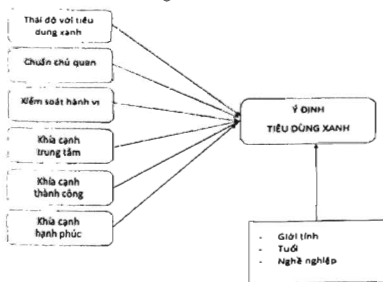 Thái độ với tiêu
dung xanh
Chuẩn chủ quan
Kiểm soát hành vi
Khía cạnh
trung tâm
Khía cạnh
thành công
Khía cạnh
hạnh phúc
Ý ĐỊNH
TIÊU DÙNG XANH
- Giới tính
- Tuổi
- Nghề nghiệp